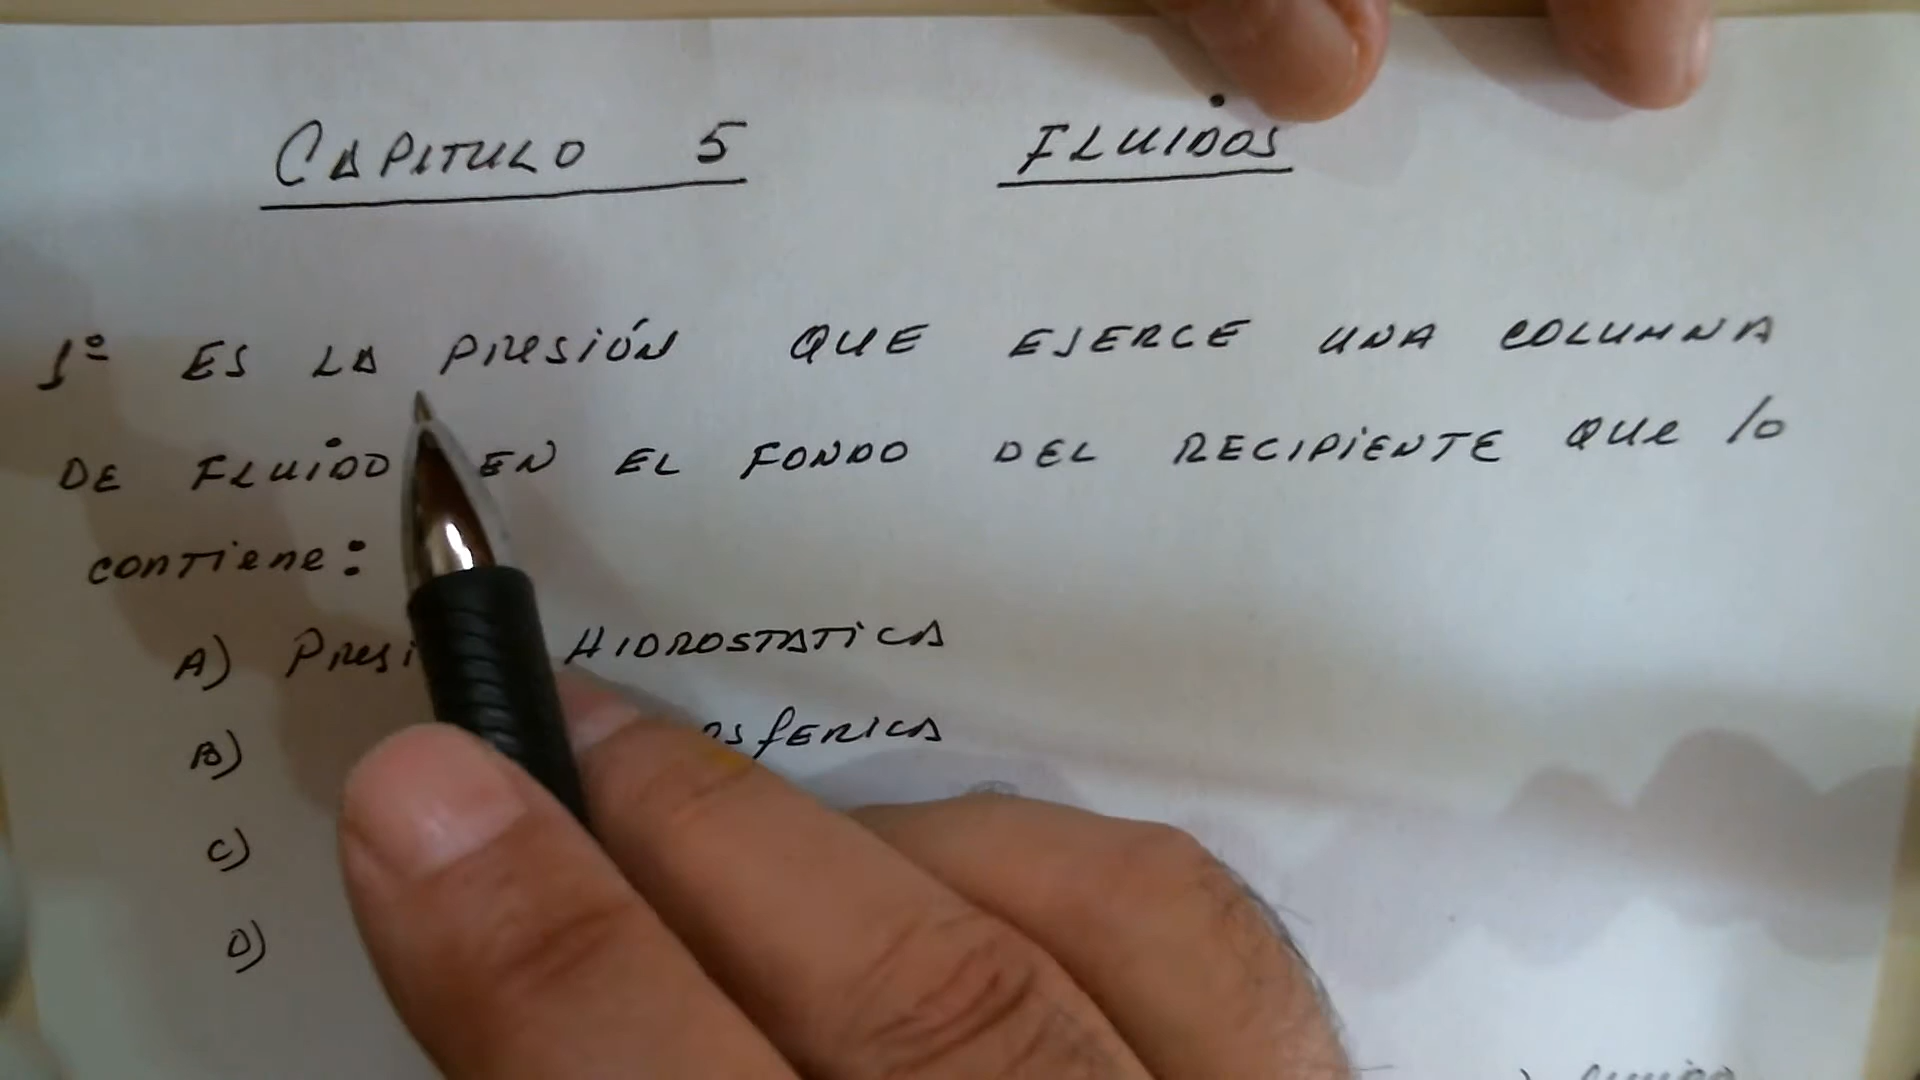 CAPITULO 5 FLUIDOS
1º ES LA PRESIÓN QUE EJERCE UNA COLUMNA
DE FLUIDO EN EL FONDO DEL RECIPIENTE QUE lo
contiene:
A) HIDROSTATICA
B)
C)
D)